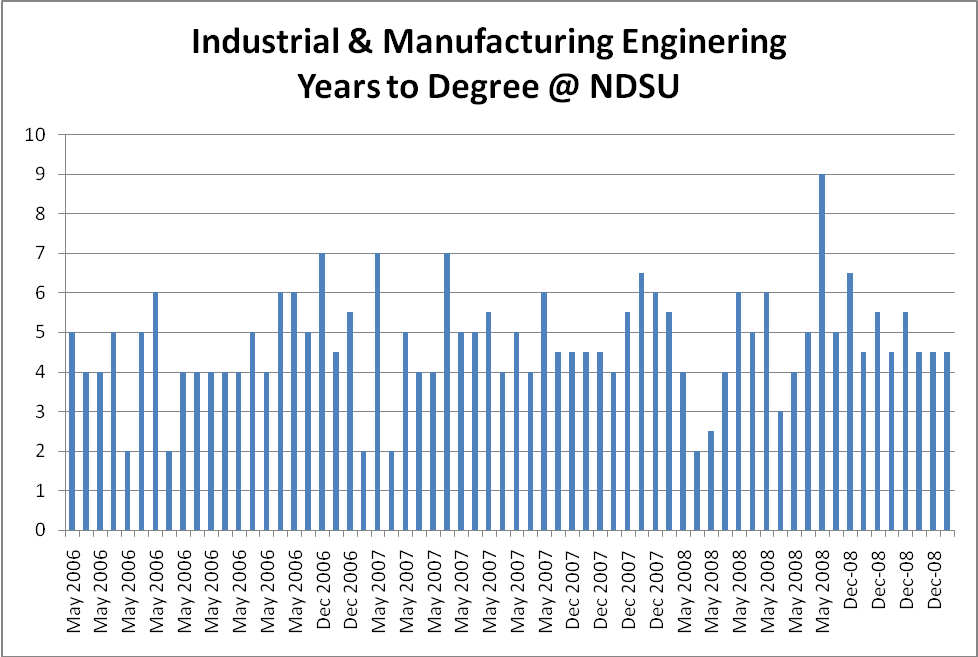 Industrial & Manufacturing Enginering
Years to Degree @ NDSU
10
9
8
7
6
5
4
3
2
1
0
May 2006
May 2006
May 2006
May 2006
May 2006
May 2006
May 2006
May 2006
May 2006
Dec 2006
Dec 2006
May 2007
May 2007
May 2007
May 2007
May 2007
May 2007
May 2007
Dec 2007
Dec 2007
Dec 2007
Dec 2007
May 2008
May 2008
May 2008
May 2008
May 2008
May 2008
Dec-08
Dec-08
Dec-08
Dec-08